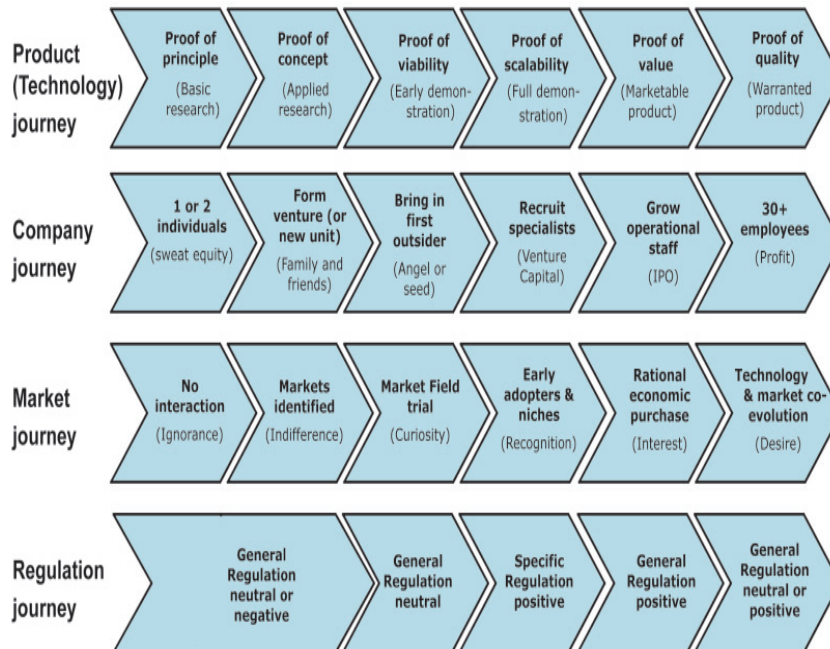 Product
(Technology)
journey
Proof of
principle
(Basic
research)
Proof of
concept
(Applied
research)
Proof of
viability
(Early demon-
stration)
Proof of
scalability
(Full demon-
stration)
Proof of
value
(Marketable
product)
Proof of
quality
(Warranted
product)
Company
journey
1 or 2
individuals
(sweat equity)
Form
venture (or
new unit)
(Family and
friends)
Bring in
first
outsider
(Angel or
seed)
Recruit
specialists
(Venture
Capital)
Grow
operational
staff
(IPO)
30+
employees
(Profit)
Market
journey
No
interaction
(Ignorance)
Markets
identified
(Indifference)
Market Field
trial
(Curiosity)
Early
adopters &
niches
(Recognition)
Rational
economic
purchase
(Interest)
Technology
& market co-
evolution
(Desire)
Regulation
journey
General
Regulation
neutral or
negative
General
Regulation
neutral
Specific
Regulation
positive
General
Regulation
positive
General
Regulation
neutral or
positive